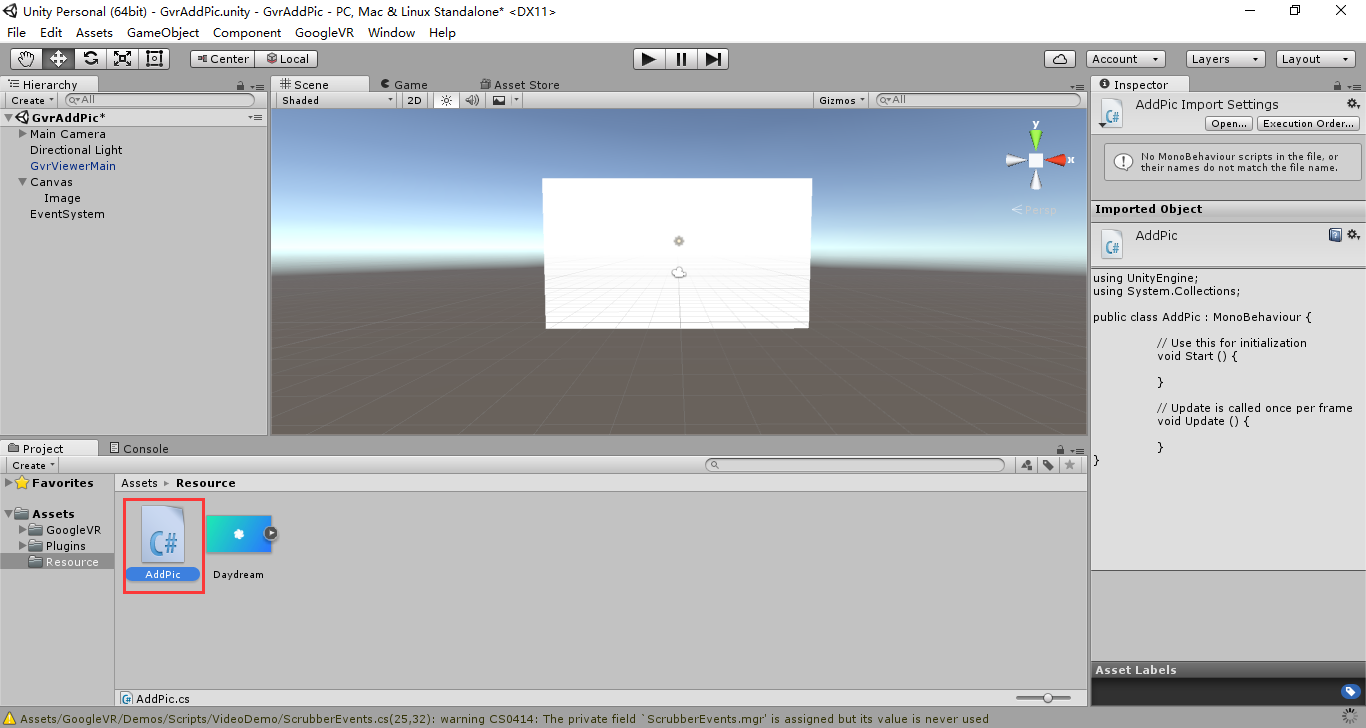 Unity Personal (64bit) - GvrAddPic.unity - GvrAddPic - PC, Mac & Linux Standalone* <DX11>
File Edit Assets GameObject Component GoogleVR Window Help
Center Local Account Layers Layout
Hierarchy
Create All
GvrAddPic*
Main Camera
Directional Light
GvrViewerMain
Canvas
Image
EventSystem
Scene Game Asset Store
Shaded 2D Gizmos All
y
x
Persp
Inspector
AddPic Import Settings
Open... Execution Order...
No MonoBehaviour scripts in the file, or
their names do not match the file name.
Imported Object
C#
AddPic
using UnityEngine;
using System.Collections;
public class AddPic : MonoBehaviour {
// Use this for initialization
void Start () {
}
// Update is called once per frame
void Update () {
}
}
Asset Labels
Project Console
Create
Favorites
Assets
GoogleVR
Plugins
Resource
Assets Resource
C#
AddPic
Daydream
AddPic.cs
Assets/GoogleVR/Demos/Scripts/VideoDemo/ScrubberEvents.cs(25,32): warning CS0414: The private field `ScrubberEvents.mgr' is assigned but its value is never used